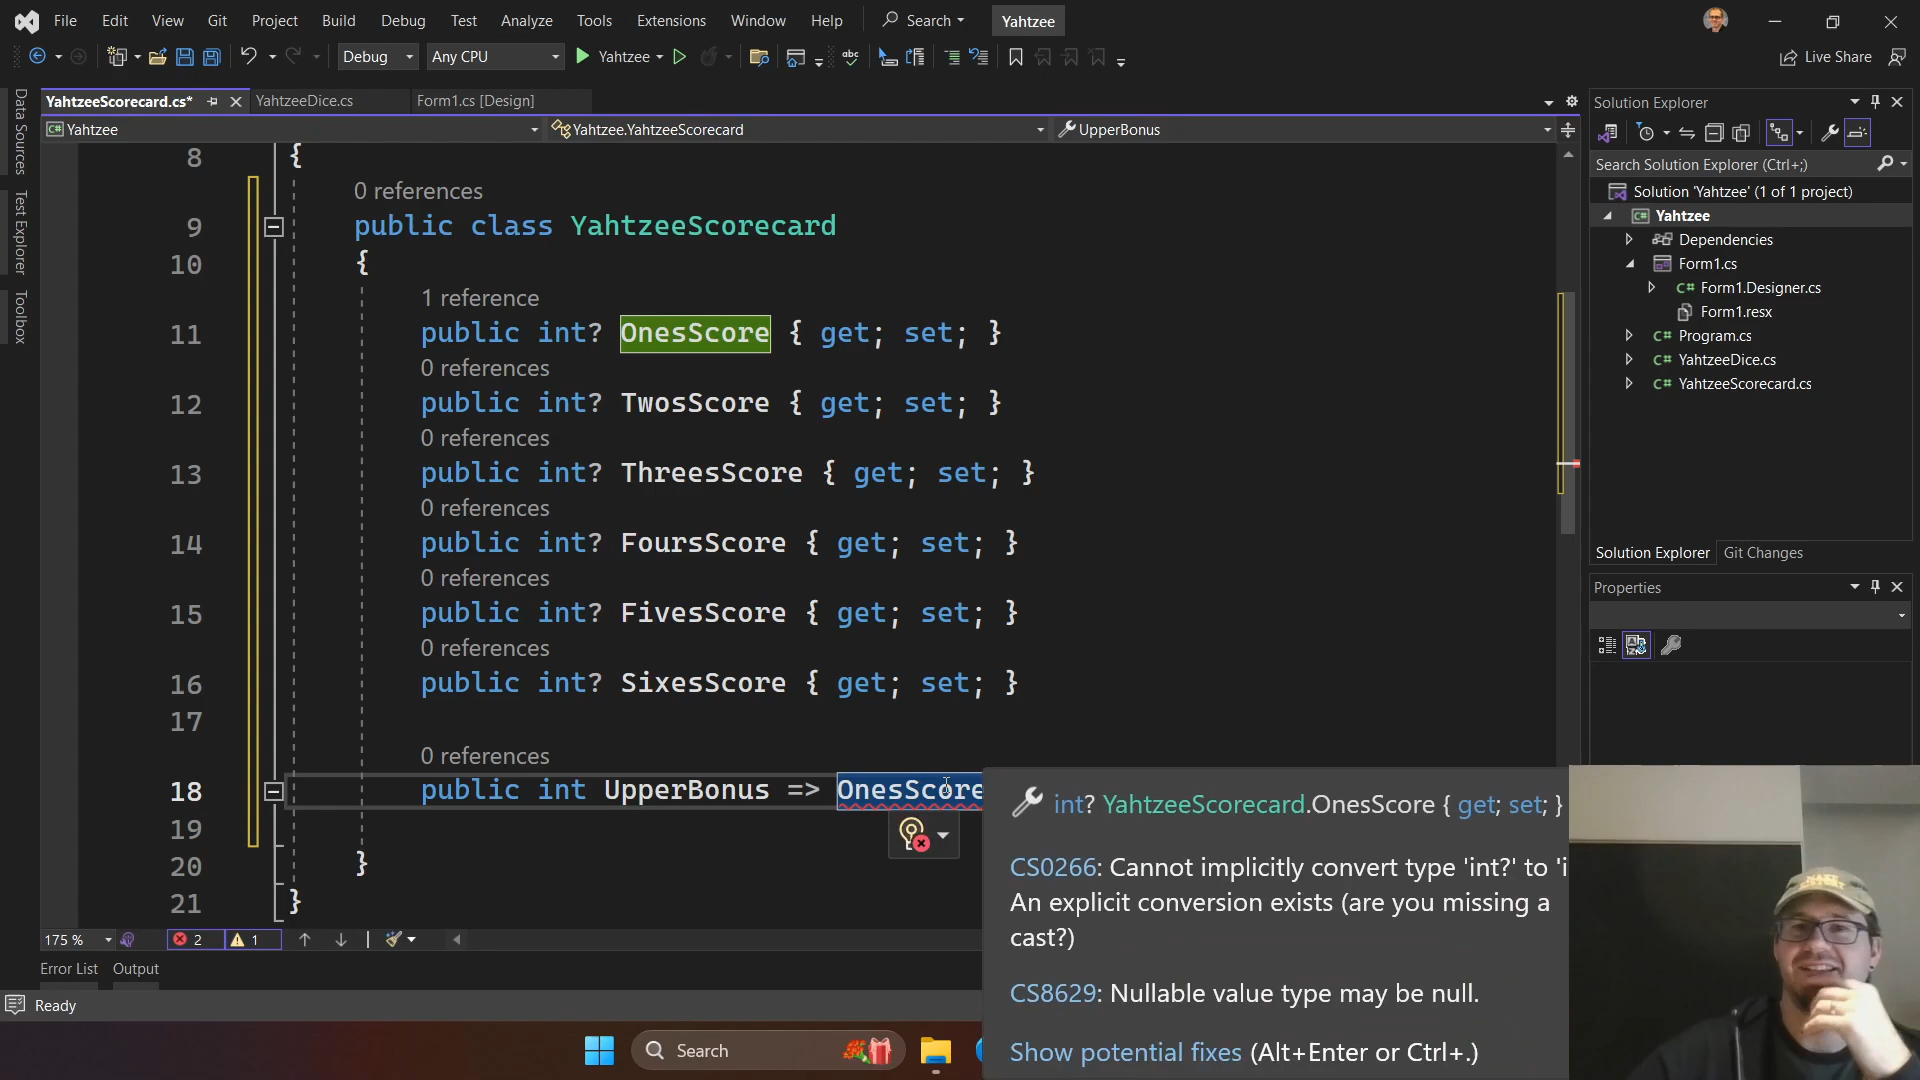 File Edit View Git Project Build Debug Test Analyze Tools Extensions Window Help Search Yahtzee
Debug Any CPU Yahtzee abc Live Share
YahtzeeScorecard.cs* YahtzeeDice.cs Form1.cs [Design]
C# Yahtzee Yahtzee.YahtzeeScorecard UpperBonus
Data Sources
Test Explorer
Toolbox
8 {
0 references
9 public class YahtzeeScorecard
10 {
1 reference
11 public int? OnesScore { get; set; }
0 references
12 public int? TwosScore { get; set; }
0 references
13 public int? ThreesScore { get; set; }
0 references
14 public int? FoursScore { get; set; }
0 references
15 public int? FivesScore { get; set; }
0 references
16 public int? SixesScore { get; set; }
17
0 references
18 public int UpperBonus => OnesScore
19
20 }
21 }
int? YahtzeeScorecard.OnesScore { get; set; }
CS0266: Cannot implicitly convert type 'int?' to 'i
An explicit conversion exists (are you missing a
cast?)
CS8629: Nullable value type may be null.
Show potential fixes (Alt+Enter or Ctrl+.)
175 % 2 1
Error List Output
Ready
Search
Solution Explorer
Search Solution Explorer (Ctrl+;)
Solution 'Yahtzee' (1 of 1 project)
C# Yahtzee
Dependencies
Form1.cs
C# Form1.Designer.cs
Form1.resx
C# Program.cs
C# YahtzeeDice.cs
C# YahtzeeScorecard.cs
Solution Explorer Git Changes
Properties